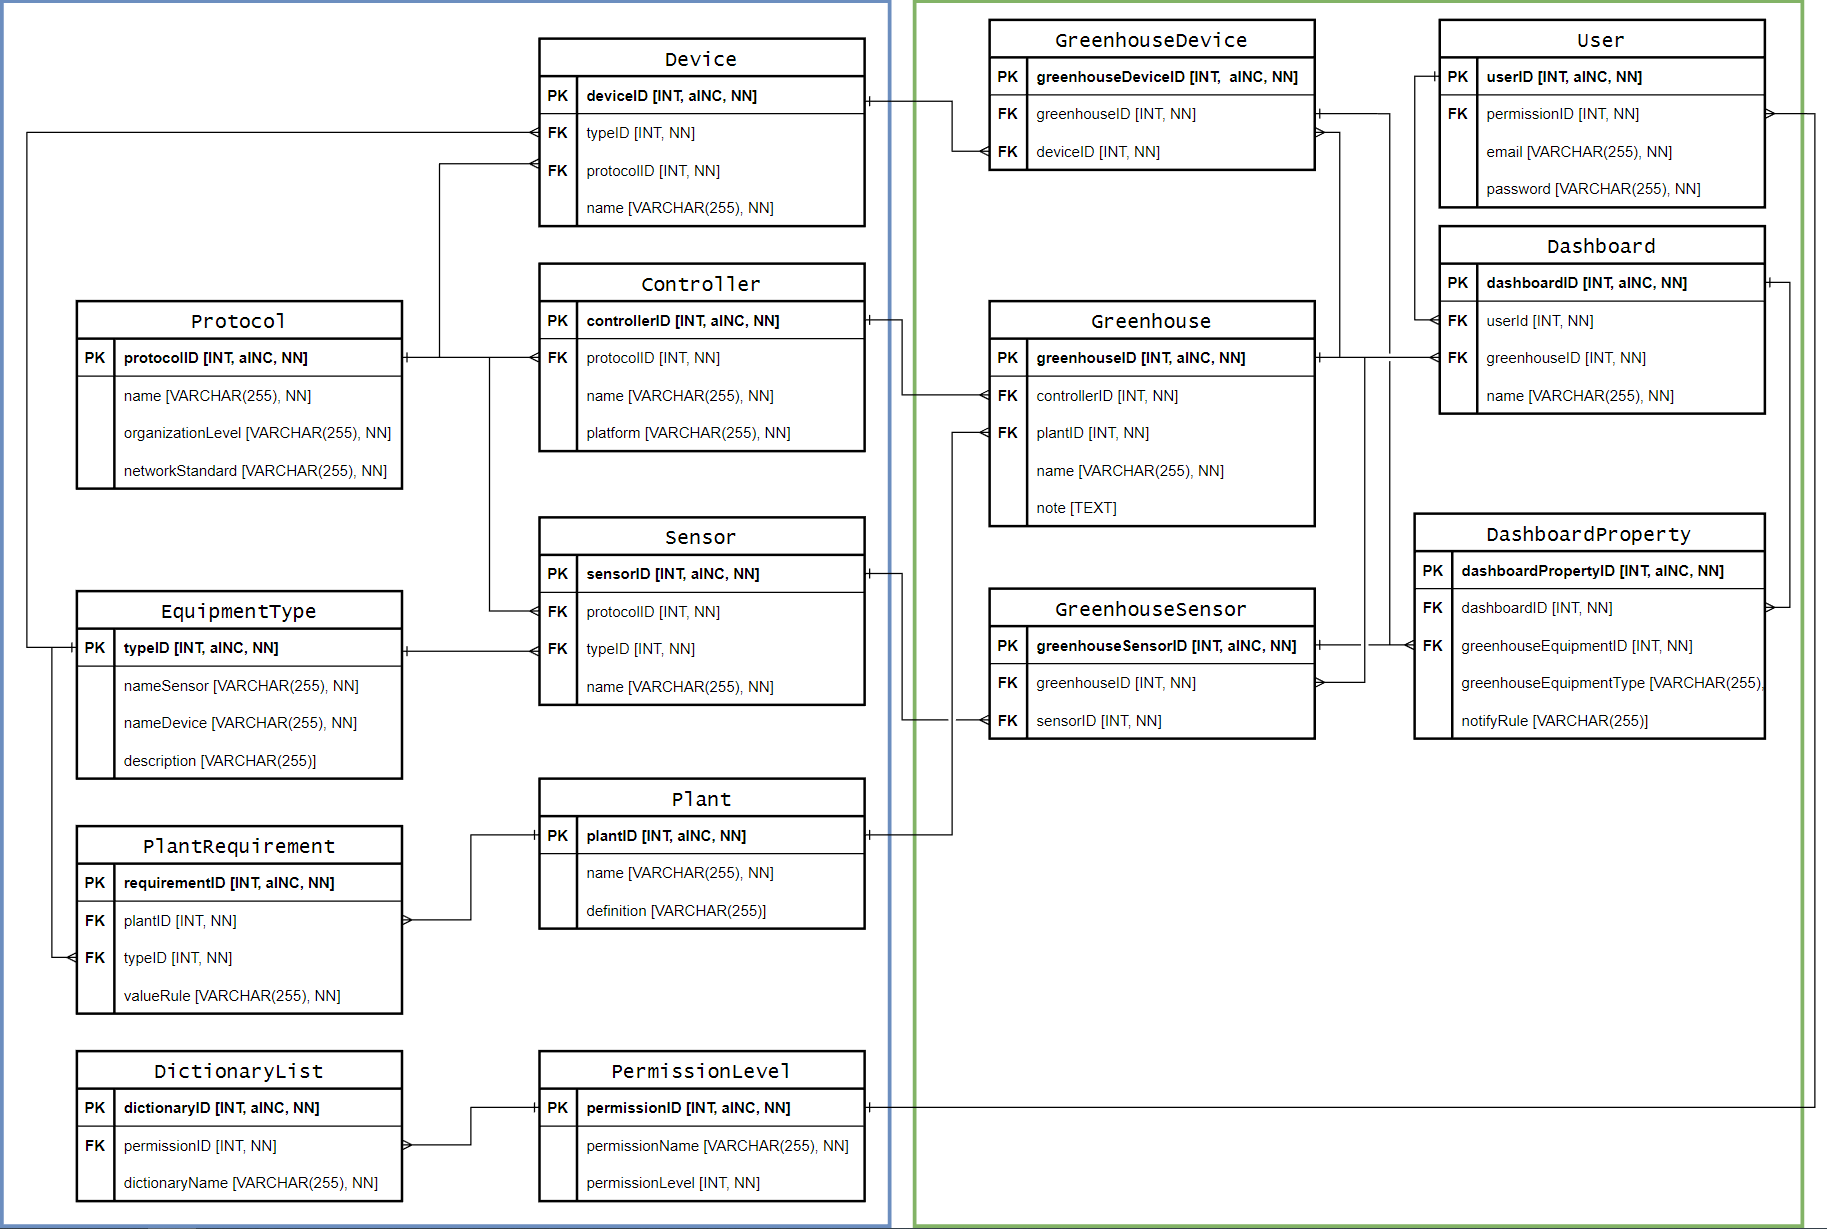 Device
PK deviceID [INT, aINC, NN]
FK typeID [INT, NN]
FK protocolID [INT, NN]
name [VARCHAR(255), NN]
Controller
PK controllerID [INT, aINC, NN]
FK protocolID [INT, NN]
name [VARCHAR(255), NN]
platform [VARCHAR(255), NN]
Protocol
PK protocolID [INT, aINC, NN]
name [VARCHAR(255), NN]
organizationLevel [VARCHAR(255), NN]
networkStandard [VARCHAR(255), NN]
Sensor
PK sensorID [INT, aINC, NN]
FK protocolID [INT, NN]
FK typeID [INT, NN]
name [VARCHAR(255), NN]
EquipmentType
PK typeID [INT, aINC, NN]
nameSensor [VARCHAR(255), NN]
nameDevice [VARCHAR(255), NN]
description [VARCHAR(255)]
Plant
PK plantID [INT, aINC, NN]
name [VARCHAR(255), NN]
definition [VARCHAR(255)]
PlantRequirement
PK requirementID [INT, aINC, NN]
FK plantID [INT, NN]
FK typeID [INT, NN]
valueRule [VARCHAR(255), NN]
DictionaryList
PK dictionaryID [INT, aINC, NN]
FK permissionID [INT, NN]
dictionaryName [VARCHAR(255), NN]
PermissionLevel
PK permissionID [INT, aINC, NN]
permissionName [VARCHAR(255), NN]
permissionLevel [INT, NN]
GreenhouseDevice
PK greenhouseDeviceID [INT, aINC, NN]
FK greenhouseID [INT, NN]
FK deviceID [INT, NN]
Greenhouse
PK greenhouseID [INT, aINC, NN]
FK controllerID [INT, NN]
FK plantID [INT, NN]
name [VARCHAR(255), NN]
note [TEXT]
GreenhouseSensor
PK greenhouseSensorID [INT, aINC, NN]
FK greenhouseID [INT, NN]
FK sensorID [INT, NN]
User
PK userID [INT, aINC, NN]
FK permissionID [INT, NN]
email [VARCHAR(255), NN]
password [VARCHAR(255), NN]
Dashboard
PK dashboardID [INT, aINC, NN]
FK userId [INT, NN]
FK greenhouseID [INT, NN]
name [VARCHAR(255), NN]
DashboardProperty
PK dashboardPropertyID [INT, aINC, NN]
FK dashboardID [INT, NN]
FK greenhouseEquipmentID [INT, NN]
greenhouseEquipmentType [VARCHAR(255),
notifyRule [VARCHAR(255)]